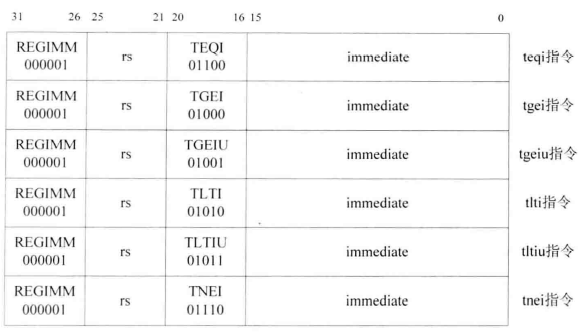 31 26 25 21 20 16 15 0
REGIMM
000001 rs TEQI
01100 immediate teqi指令
REGIMM
000001 rs TGEI
01000 immediate tgei指令
REGIMM
000001 rs TGEIU
01001 immediate tgeiu指令
REGIMM
000001 rs TLTI
01010 immediate tlti指令
REGIMM
000001 rs TLTIU
01011 immediate tltiu指令
REGIMM
000001 rs TNEI
01110 immediate tnei指令